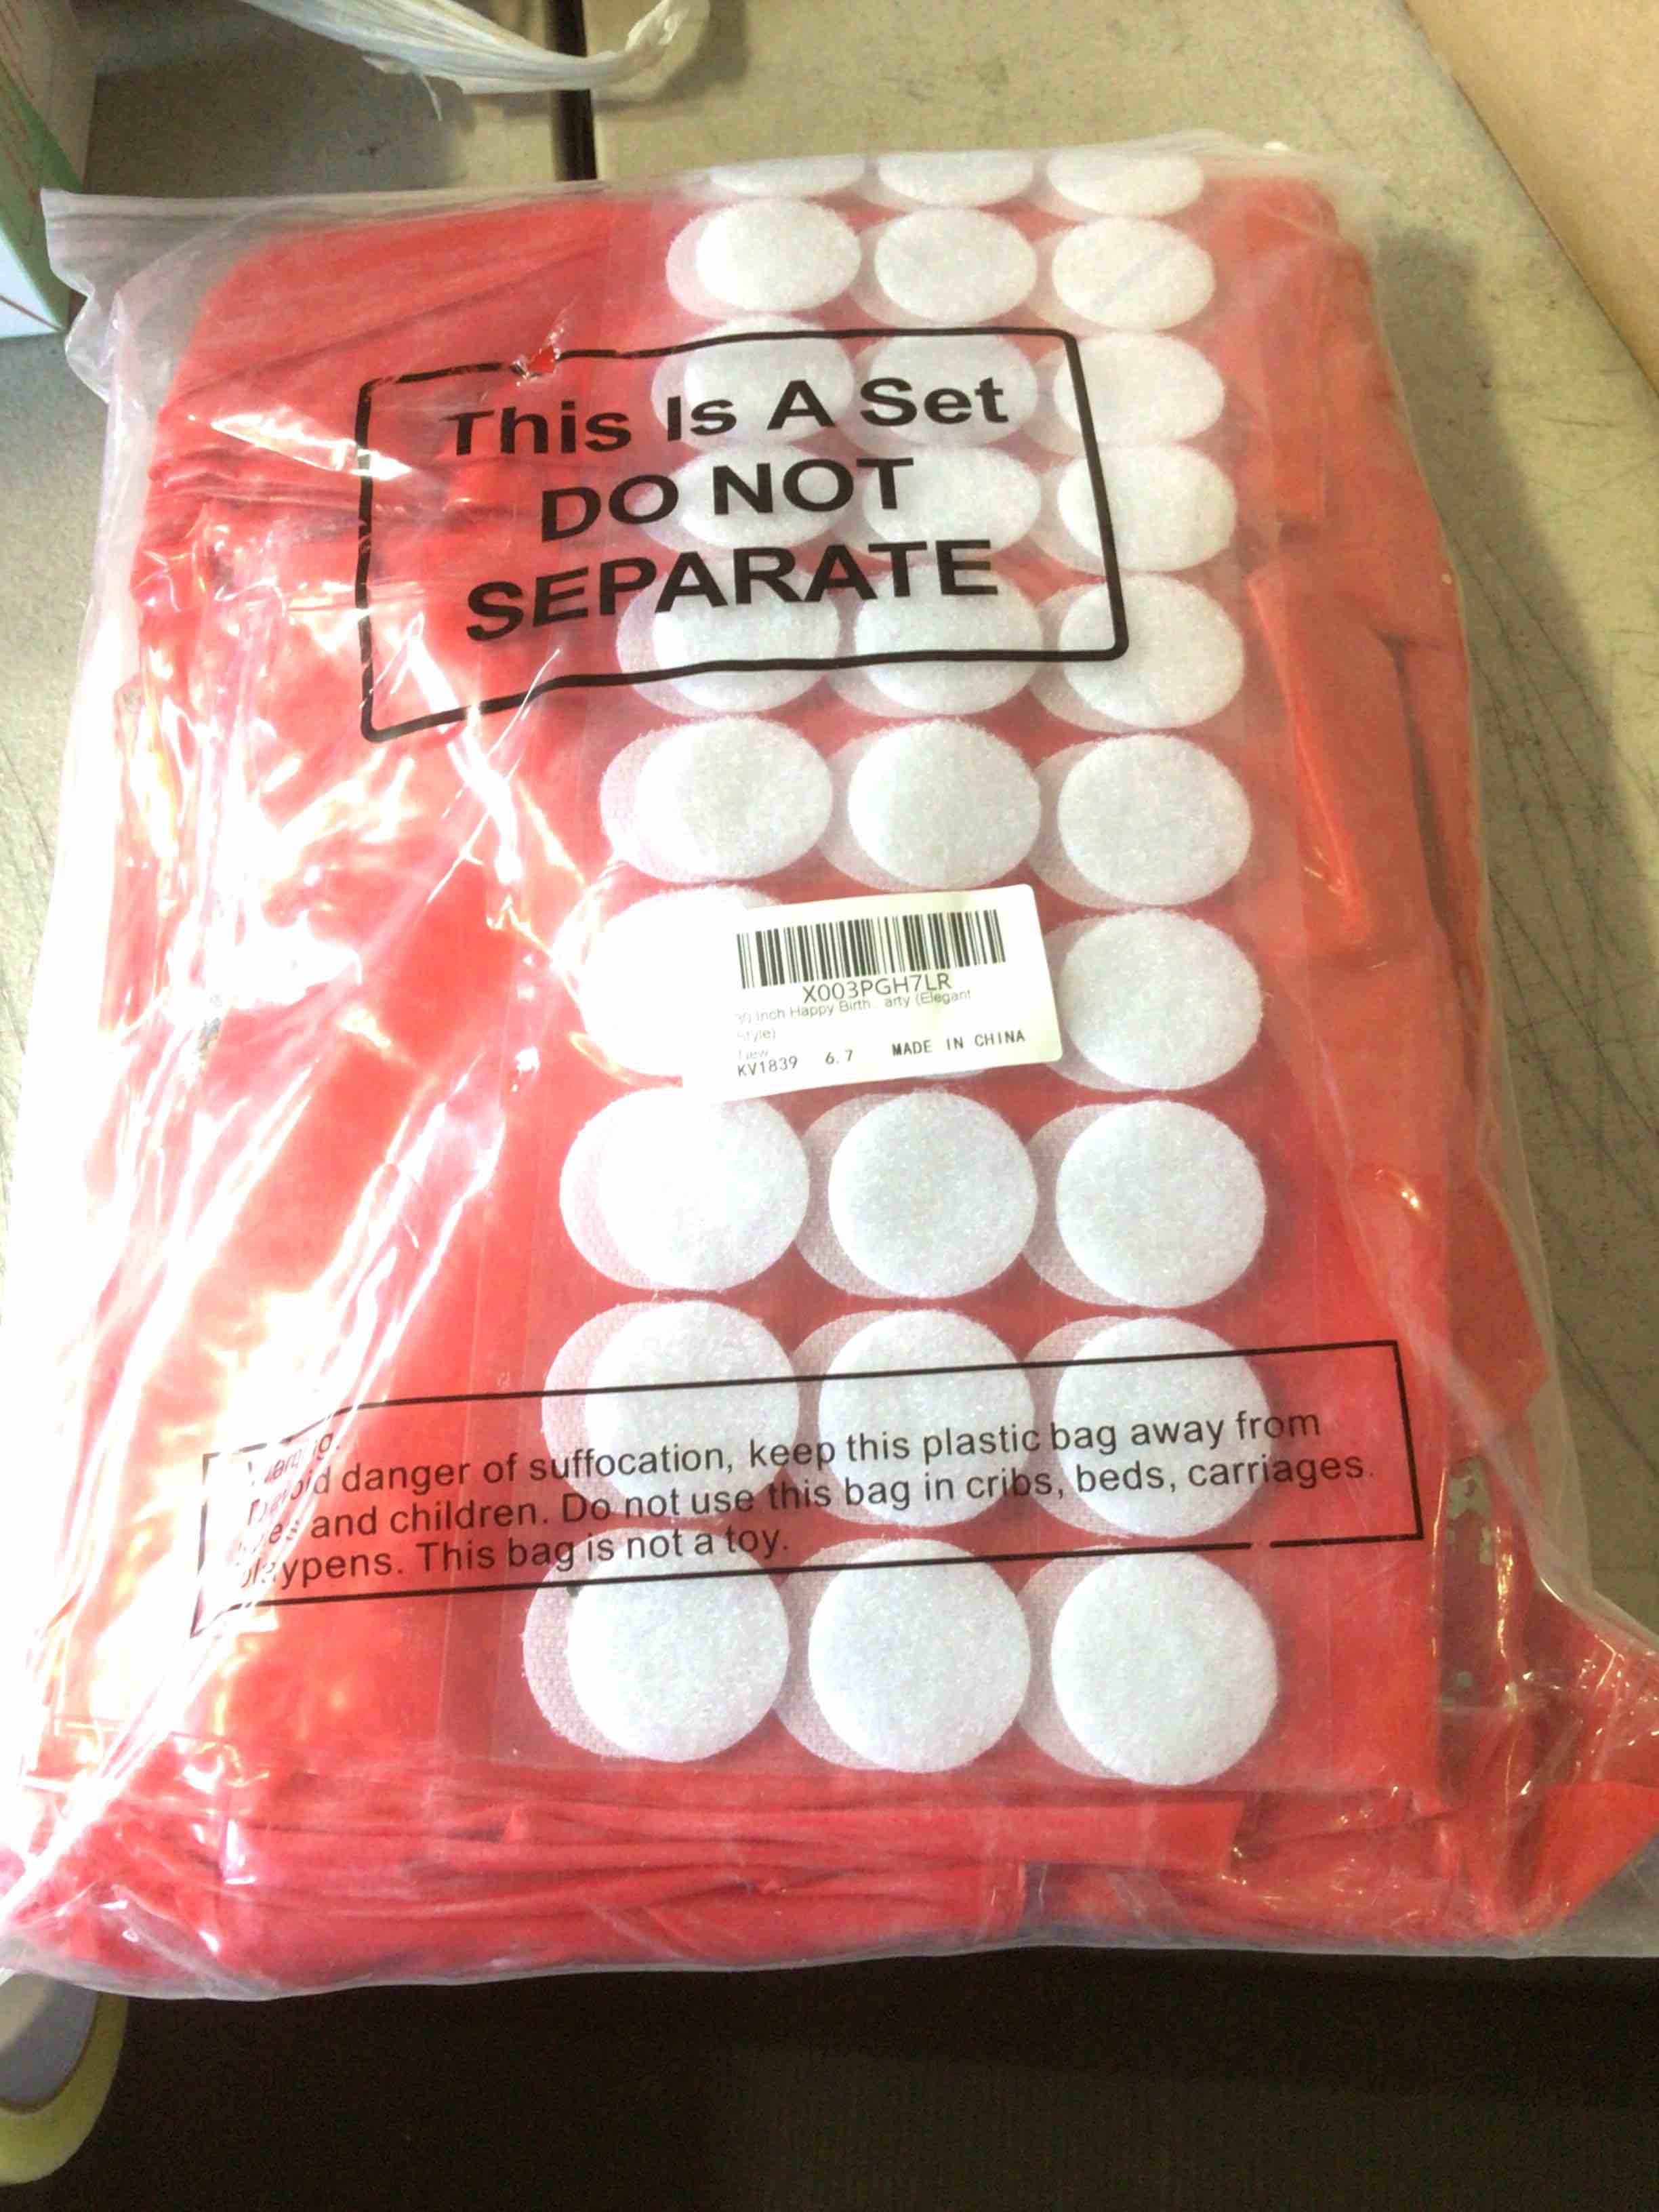 This Is A Set
DO NOT
SEPARATE
X003PGH7LR
Inch Happy Birth arty (Elegant
Style)
KV1839 6.7 MADE IN CHINA
danger of suffocation, keep this plastic bag away from
and children. Do not use this bag in cribs, beds, carriages.
playpens. This bag is not a toy.